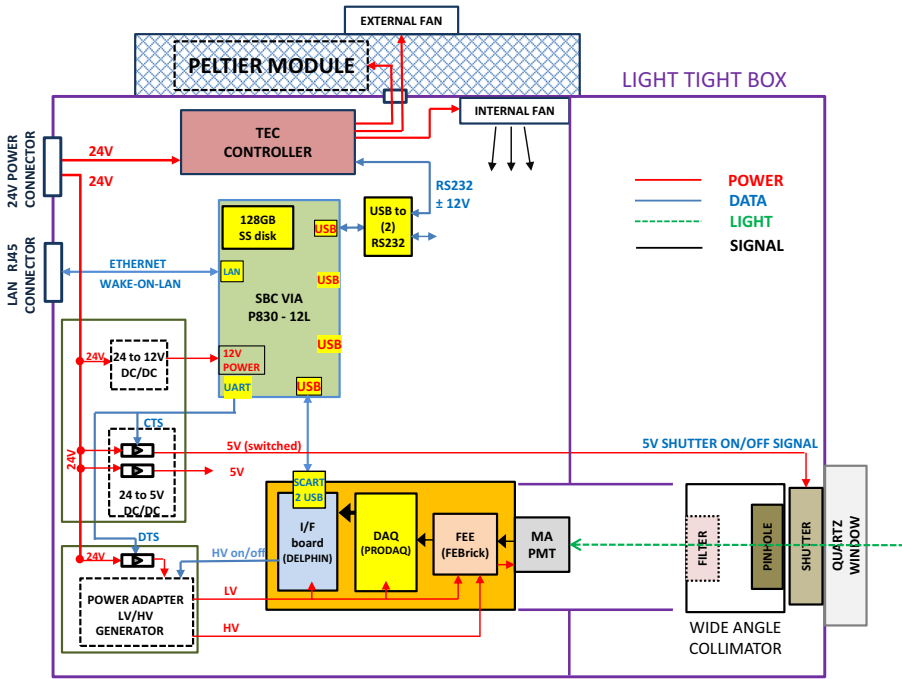 EXTERNAL FAN
PELTIER MODULE
LIGHT TIGHT BOX
INTERNAL FAN
TEC
CONTROLLER
24V POWER
CONNECTOR
24V
24V
RS232
± 12V
POWER
DATA
LIGHT
SIGNAL
128GB
SS disk
USB
USB to
(2)
RS232
LAN RJ45
CONNECTOR
ETHERNET
WAKE-ON-LAN
LAN
USB
SBC VIA
P830 - 12L
USB
24V
24 to 12V
DC/DC
12V
POWER
UART
USB
CTS
5V (switched)
5V SHUTTER ON/OFF SIGNAL
24V
5V
24 to 5V
DC/DC
SCART
2 USB
I/F
board
(DELPHIN)
DAQ
(PRODAQ)
FEE
(FEBrick)
MA
PMT
FILTER
PINHOLE
SHUTTER
QUARTZ
WINDOW
DTS
24V
HV on/off
POWER ADAPTER
LV/HV
GENERATOR
LV
HV
WIDE ANGLE
COLLIMATOR